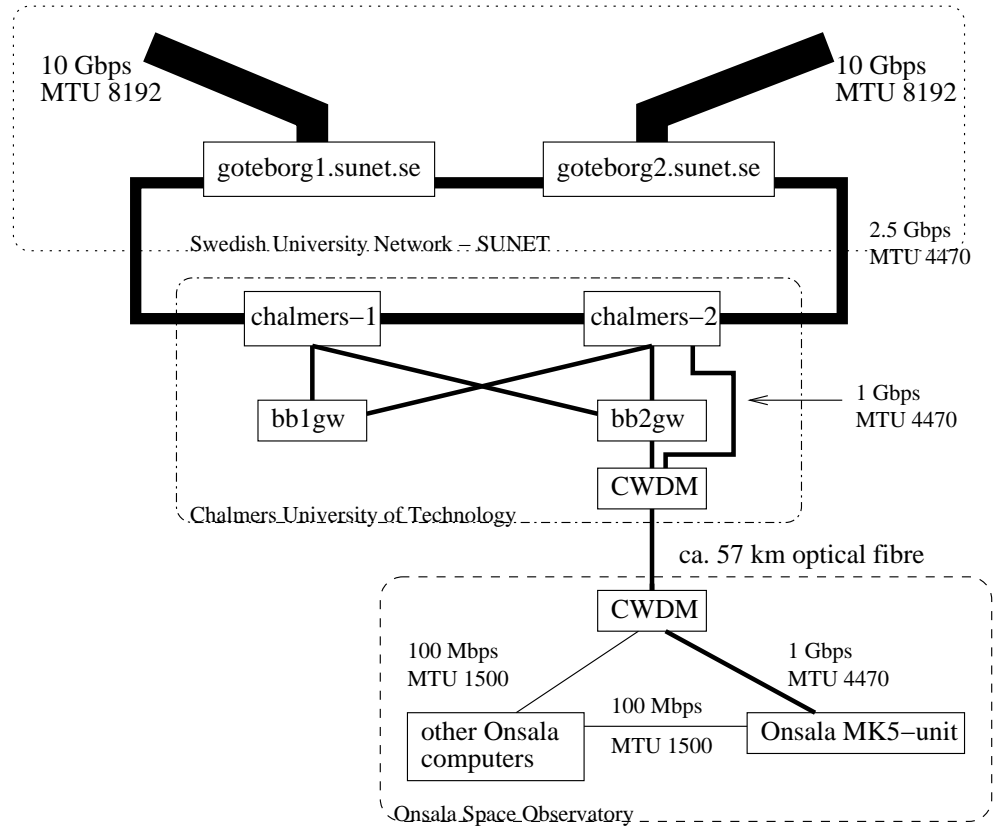 10 Gbps
MTU 8192
10 Gbps
MTU 8192
goteborg1.sunet.se
goteborg2.sunet.se
2.5 Gbps
MTU 4470
Swedish University Network – SUNET
chalmers–1
chalmers–2
1 Gbps
MTU 4470
bb1gw
bb2gw
CWDM
Chalmers University of Technology
ca. 57 km optical fibre
CWDM
100 Mbps
MTU 1500
1 Gbps
MTU 4470
100 Mbps
MTU 1500
other Onsala
computers
Onsala MK5–unit
Onsala Space Observatory